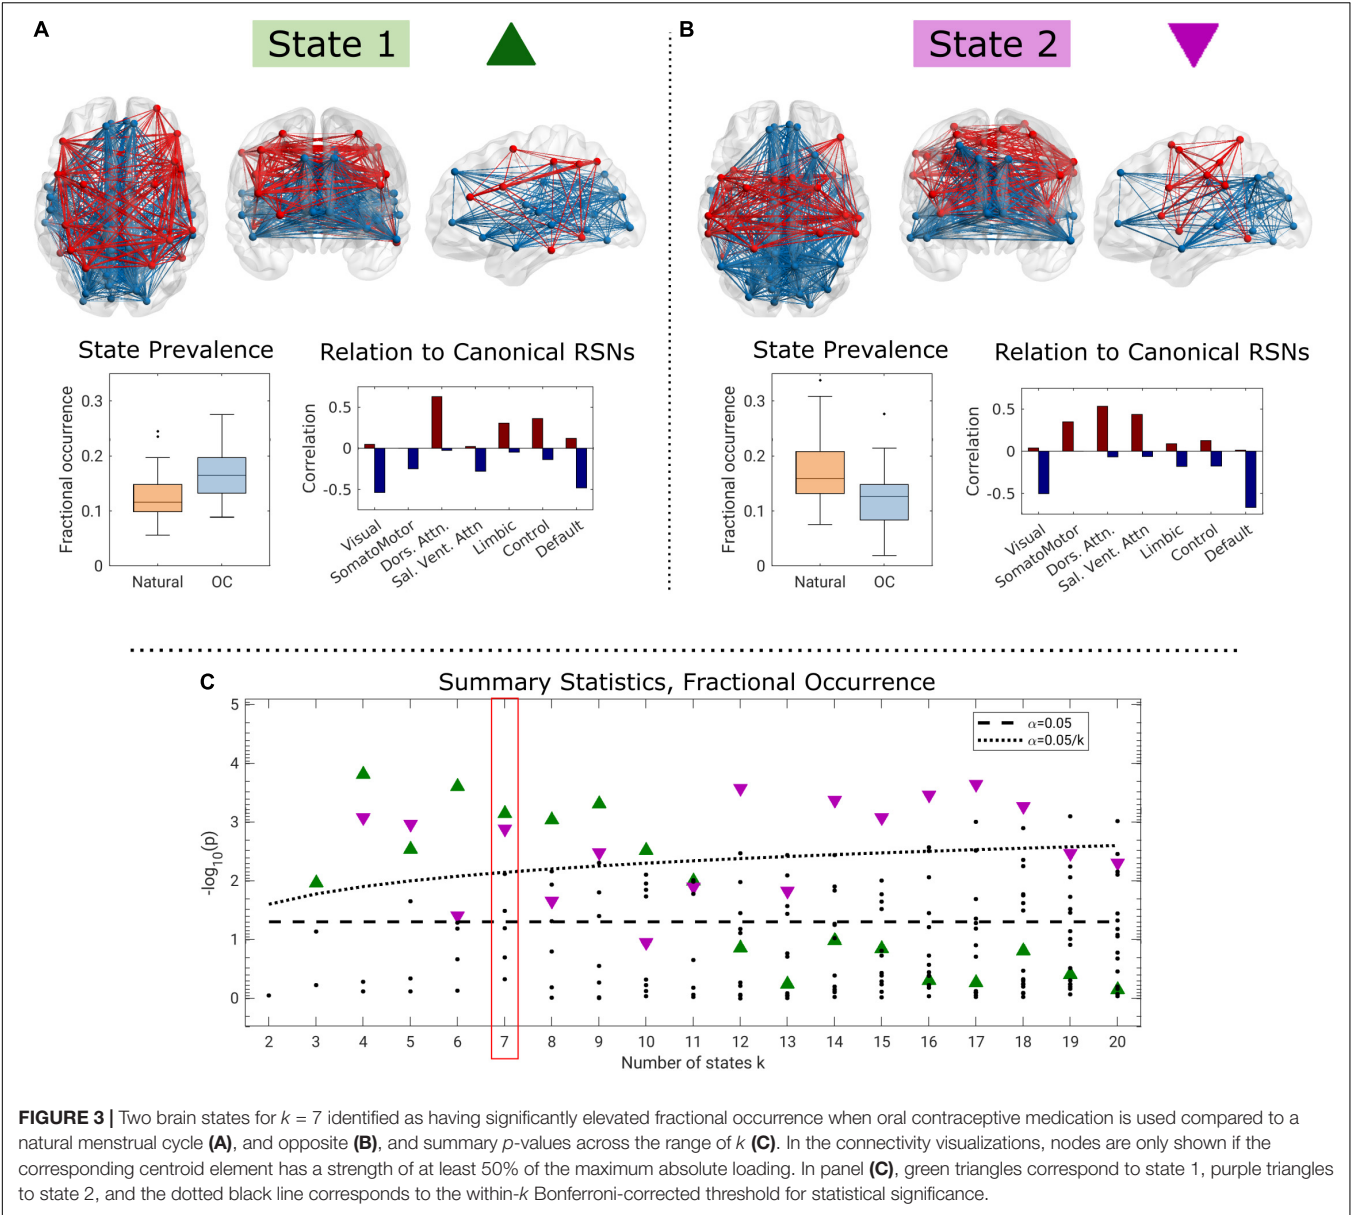 A
State 1
B
State 2
State Prevalence
Relation to Canonical RSNs
Fractional occurrence
0.3
0.2
0.1
0
Natural
OC
Correlation
0.5
0
-0.5
Visual
SomatoMotor
Dors. Attn.
Sal. Vent. Attn
Limbic
Control
Default
State Prevalence
Relation to Canonical RSNs
Fractional occurrence
0.3
0.2
0.1
0
Natural
OC
Correlation
0.5
0
-0.5
Visual
SomatoMotor
Dors. Attn.
Sal. Vent. Attn
Limbic
Control
Default
C
Summary Statistics, Fractional Occurrence
-log10(p)
5
4
3
2
1
0
α=0.05
α=0.05/k
2 3 4 5 6 7 8 9 10 11 12 13 14 15 16 17 18 19 20
Number of states k
FIGURE 3 | Two brain states for k = 7 identified as having significantly elevated fractional occurrence when oral contraceptive medication is used compared to a
natural menstrual cycle (A), and opposite (B), and summary p-values across the range of k (C). In the connectivity visualizations, nodes are only shown if the
corresponding centroid element has a strength of at least 50% of the maximum absolute loading. In panel (C), green triangles correspond to state 1, purple triangles
to state 2, and the dotted black line corresponds to the within-k Bonferroni-corrected threshold for statistical significance.